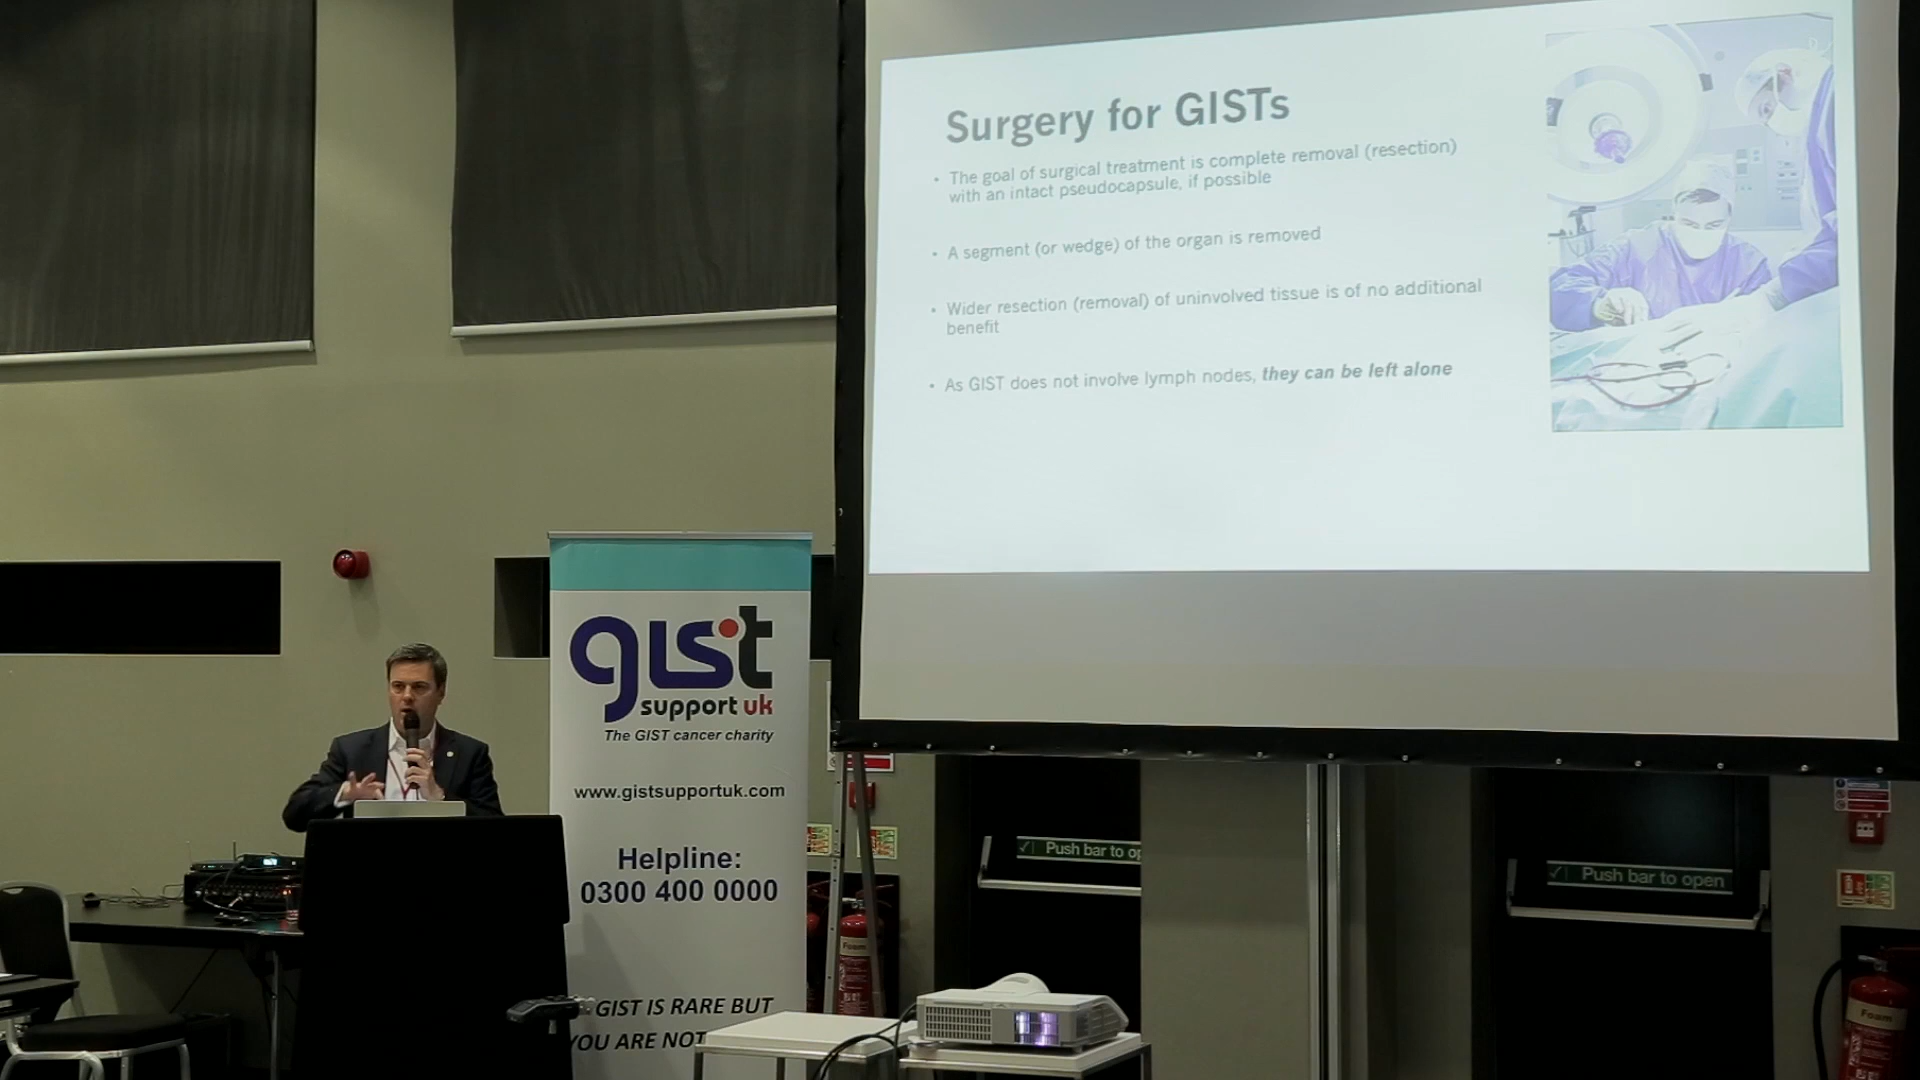 Surgery for GISTs
• The goal of surgical treatment is complete removal (resection)
with an intact pseudocapsule, if possible
• A segment (or wedge) of the organ is removed
• Wider resection (removal) of uninvolved tissue is of no additional
benefit
• As GIST does not involve lymph nodes, they can be left alone
gist
support uk
The GIST cancer charity
www.gistsupportuk.com
Helpline:
0300 400 0000
GIST IS RARE BUT
YOU ARE NOT
Push bar to op
Push bar to open
Foam
Foam